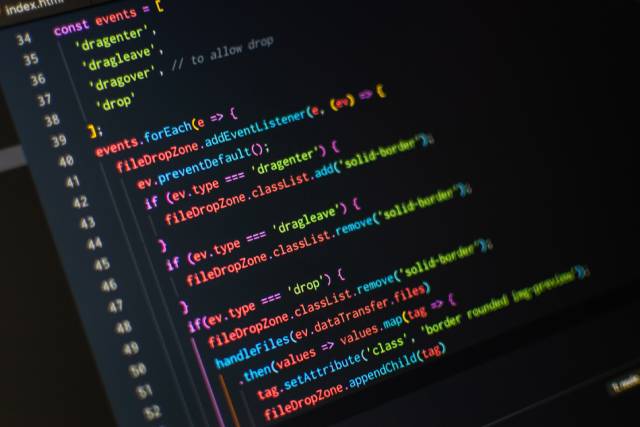 index.html
34 const events = [
35 'dragenter',
36 'dragleave',
37 'dragover', // to allow drop
38 'drop'
39 ];
40 events.forEach(e => {
41 fileDropZone.addEventListener(e, (ev) => {
42 ev.preventDefault();
43 if (ev.type === 'dragenter') {
44 fileDropZone.classList.add('solid-border');
45 }
46 if (ev.type === 'dragleave') {
47 fileDropZone.classList.remove('solid-border');
48 }
49 if(ev.type === 'drop') {
50 fileDropZone.classList.remove('solid-border');
51 handleFiles(ev.dataTransfer.files)
52 .then(values => values.map(tag => {
tag.setAttribute('class', 'border rounded img-preview');
fileDropZone.appendChild(tag)